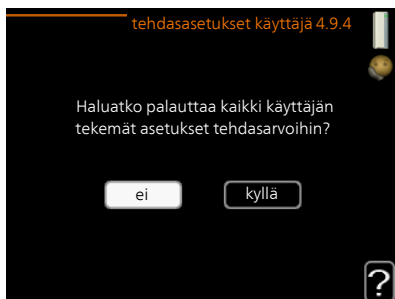 tehdasasetukset käyttäjä 4.9.4
Haluatko palauttaa kaikki käyttäjän
tekemät asetukset tehdasarvoihin?
ei
kyllä
?